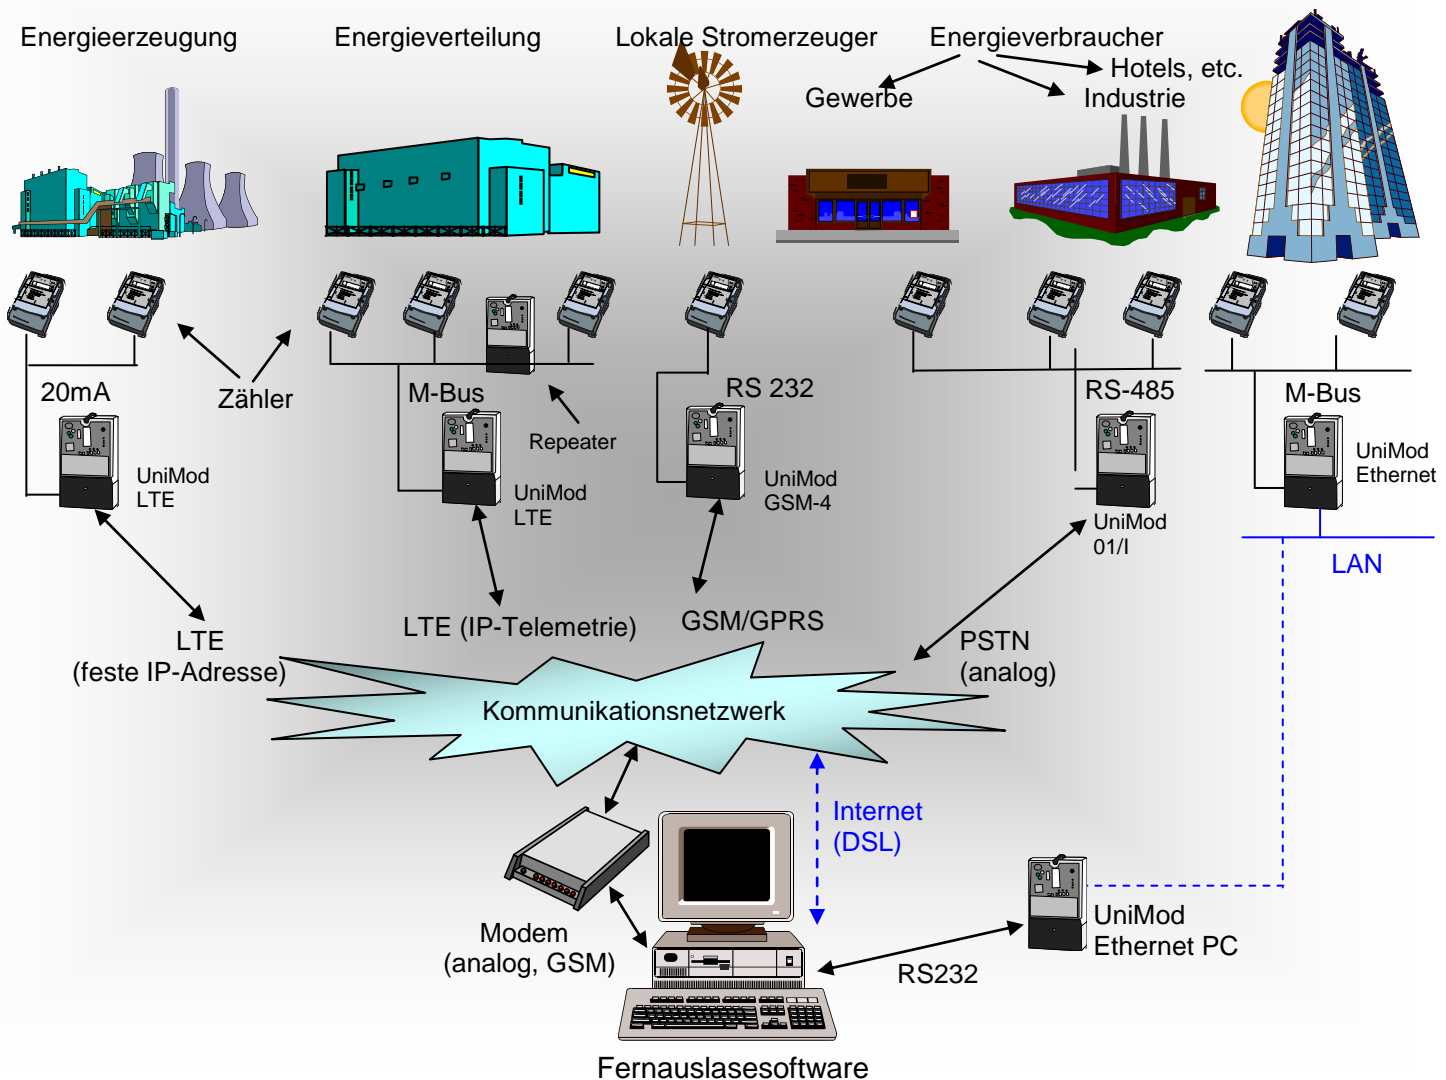 Energieerzeugung
Energieverteilung
Lokale Stromerzeuger
Energieverbraucher
Hotels, etc.
Gewerbe
Industrie
20mA
Zähler
M-Bus
RS 232
RS-485
M-Bus
Repeater
UniMod
LTE
UniMod
LTE
UniMod
GSM-4
UniMod
01/I
UniMod
Ethernet
LAN
LTE
(feste IP-Adresse)
LTE (IP-Telemetrie)
GSM/GPRS
PSTN
(analog)
Kommunikationsnetzwerk
Internet
(DSL)
Modem
(analog, GSM)
RS232
UniMod
Ethernet PC
Fernauslasesoftware